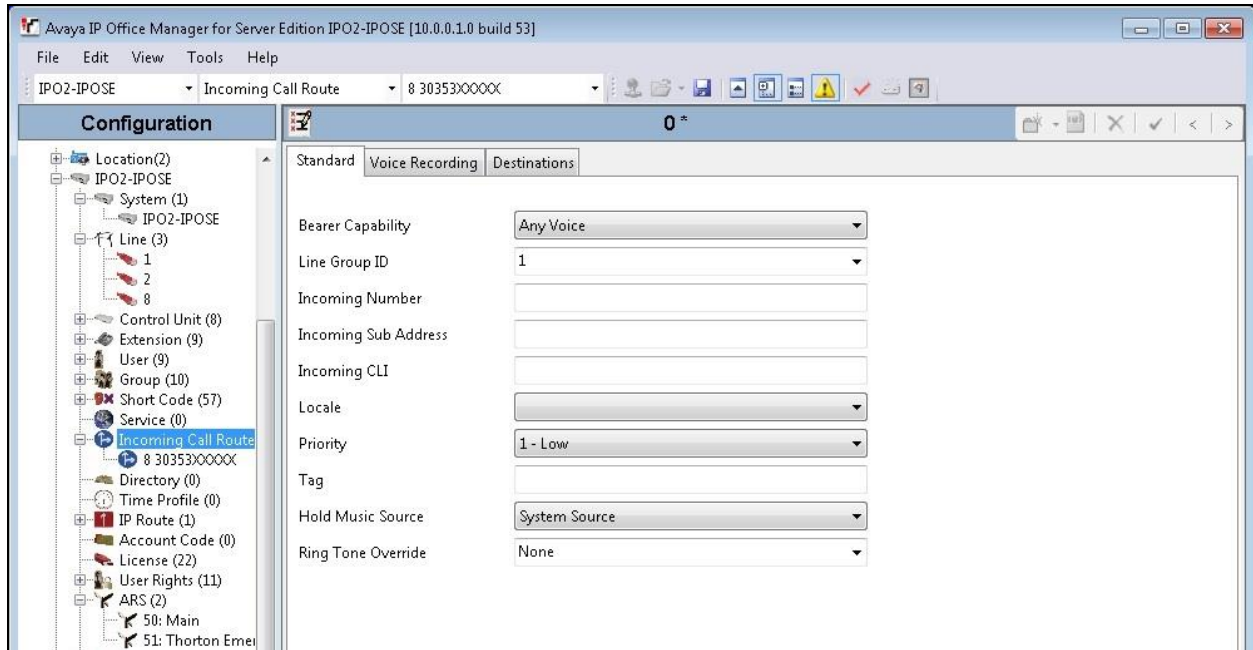 Avaya IP Office Manager for Server Edition IPO2-IPOSE [10.0.0.1.0 build 53]
File Edit View Tools Help
IPO2-IPOSE Incoming Call Route 8 30353XXXXX
Configuration
0 *
Location(2)
IPO2-IPOSE
System (1)
IPO2-IPOSE
Line (3)
1
2
8
Control Unit (8)
Extension (9)
User (9)
Group (10)
Short Code (57)
Service (0)
Incoming Call Route
8 30353XXXXX
Directory (0)
Time Profile (0)
IP Route (1)
Account Code (0)
License (22)
User Rights (11)
ARS (2)
50: Main
51: Thorton Emer
Standard Voice Recording Destinations
Bearer Capability Any Voice
Line Group ID 1
Incoming Number
Incoming Sub Address
Incoming CLI
Locale
Priority 1 - Low
Tag
Hold Music Source System Source
Ring Tone Override None